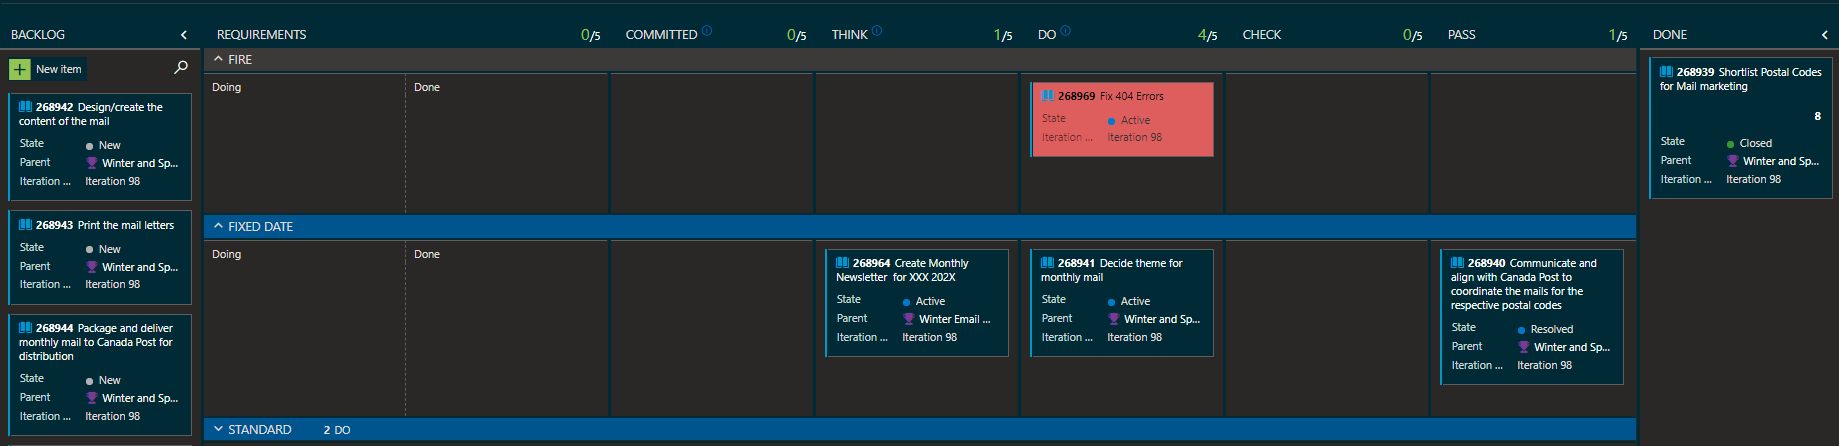 BACKLOG
New item
268942 Design/create the
content of the mail
State New
Parent Winter and Sp...
Iteration ... Iteration 98
268943 Print the mail letters
State New
Parent Winter and Sp...
Iteration ... Iteration 98
268944 Package and deliver
monthly mail to Canada Post for
distribution
State New
Parent Winter and Sp...
Iteration ... Iteration 98
REQUIREMENTS 0/5
COMMITTED 0/5
THINK 1/5
DO 4/5
CHECK 0/5
PASS 1/5
FIRE
Doing
Done
268969 Fix 404 Errors
State Active
Iteration ... Iteration 98
FIXED DATE
Doing
Done
268964 Create Monthly
Newsletter for XXX 202X
State Active
Parent Winter Email ...
Iteration ... Iteration 98
268941 Decide theme for
monthly mail
State Active
Parent Winter and Sp...
Iteration ... Iteration 98
268940 Communicate and
align with Canada Post to
coordinate the mails for the
respective postal codes
State Resolved
Parent Winter and Sp...
Iteration ... Iteration 98
STANDARD 2 DO
DONE
268939 Shortlist Postal Codes
for Mail marketing
8
State Closed
Parent Winter and Sp...
Iteration ... Iteration 98